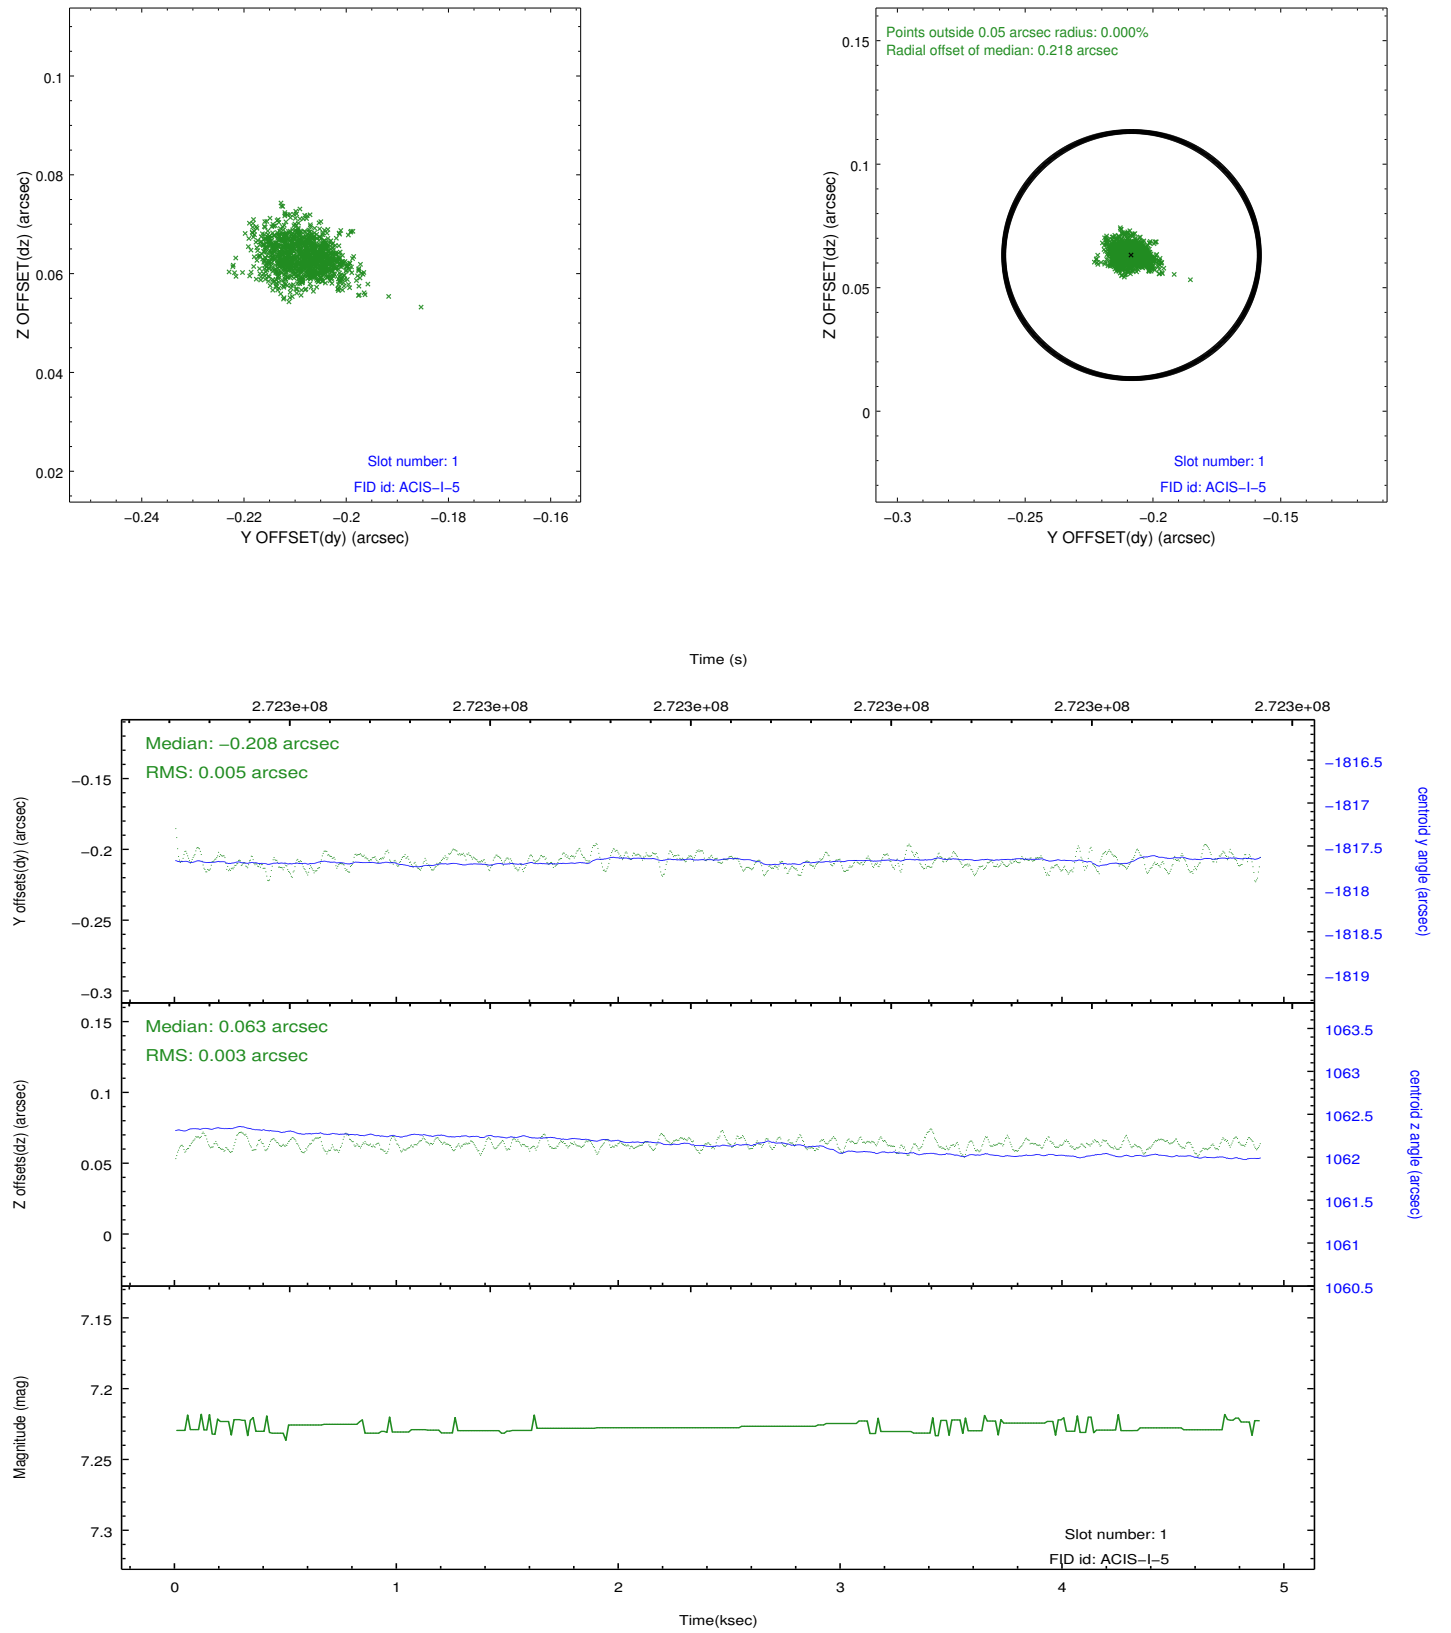 0.1
0.08
0.06
0.04
0.02
Z OFFSET(dz) (arcsec)
Slot number: 1
FID id: ACIS−I−5
−0.24 −0.22 −0.2 −0.18 −0.16
Y OFFSET(dy) (arcsec)
Points outside 0.05 arcsec radius: 0.000%
Radial offset of median: 0.218 arcsec
0.15
0.1
0.05
0
Z OFFSET(dz) (arcsec)
Slot number: 1
FID id: ACIS−I−5
−0.3 −0.25 −0.2 −0.15
Y OFFSET(dy) (arcsec)
Time (s)
2.723e+08 2.723e+08 2.723e+08 2.723e+08 2.723e+08 2.723e+08
Median: −0.208 arcsec
RMS: 0.005 arcsec
−0.15
−0.2
−0.25
−0.3
Y offsets(dy) (arcsec)
−1816.5
−1817
−1817.5
−1818
−1818.5
−1819
centroid y angle (arcsec)
Median: 0.063 arcsec
RMS: 0.003 arcsec
0.15
0.1
0.05
0
Z offsets(dz) (arcsec)
1063.5
1063
1062.5
1062
1061.5
1061
1060.5
centroid z angle (arcsec)
7.15
7.2
7.25
7.3
Magnitude (mag)
Slot number: 1
FID id: ACIS−I−5
0 1 2 3 4 5
Time(ksec)